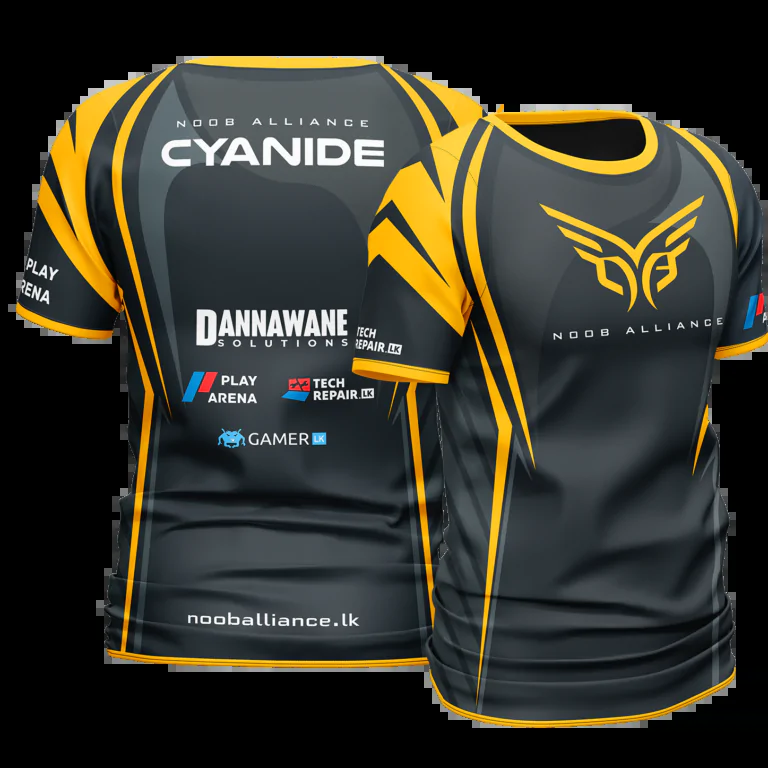 NOOB ALLIANCE
CYANIDE
PLAY
ARENA
DANNAWANE
SOLUTIONS
PLAY
ARENA
TECH
REPAIR.LK
GAMER LK
nooballiance.lk
TECH
REPAIR.LK
NOOB ALLIANCE